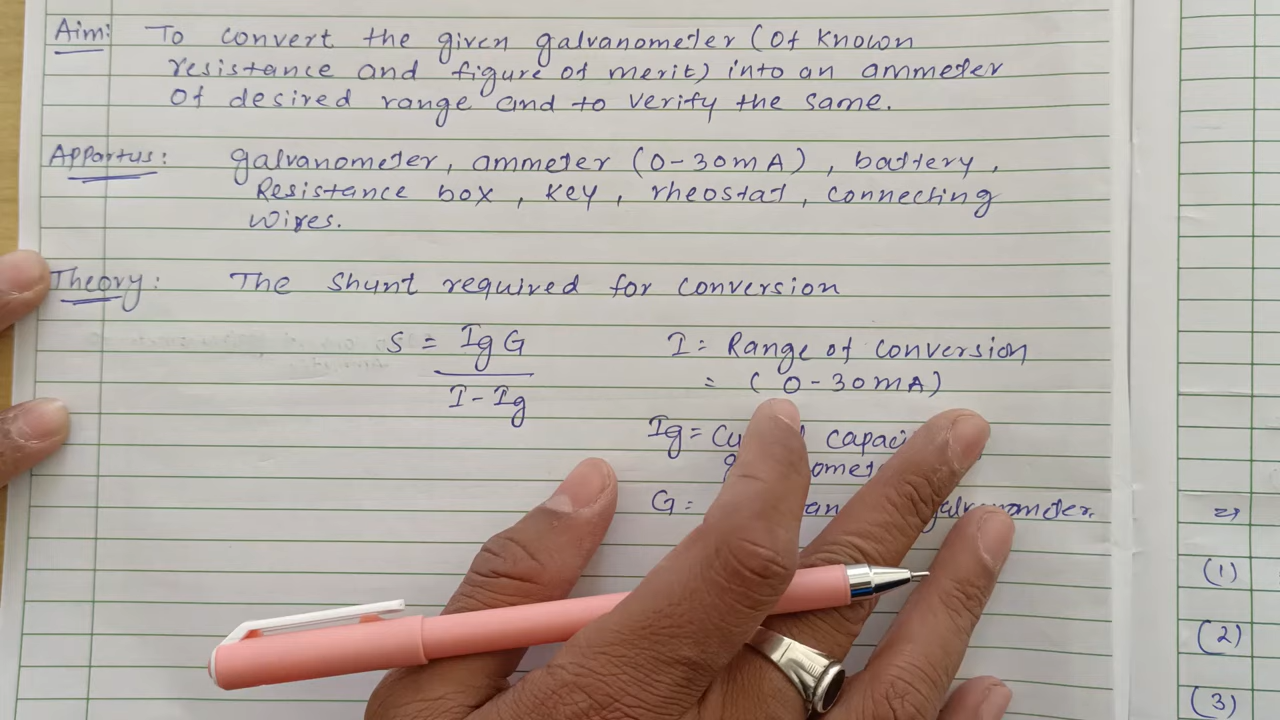 Aim: To convert the given galvanometer (Of known
resistance and figure of merit) into an ammeter
Of desired range and to verify the same.
Appartus: galvanometer, ammeter (0-30mA), battery,
Resistance box, key, rheostat, connecting
wires.
Theory: The shunt required for conversion
S = IgG / I - Ig
I = Range of conversion
= (0-30mA)
Ig =
G = galvanometer.
(1)
(2)
(3)